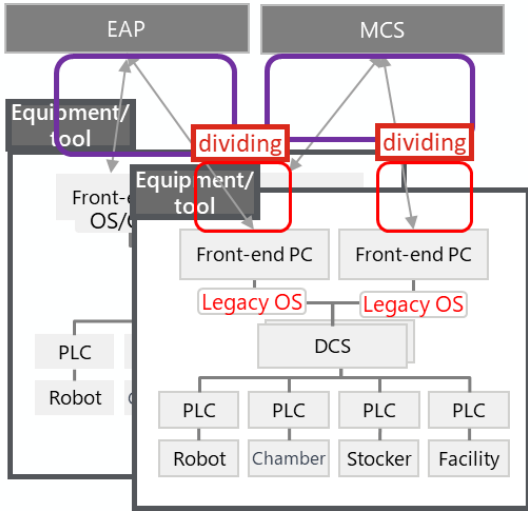 EAP
MCS
Equipment/
tool
dividing
dividing
Equipment/
tool
Front-e
OS/
Front-end PC
Front-end PC
Legacy OS
Legacy OS
DCS
PLC
Robot
PLC
PLC
PLC
PLC
Robot
Chamber
Stocker
Facility